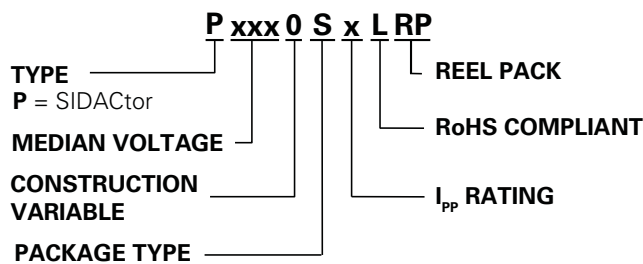 P xxx 0 S x L RP
TYPE
P = SIDACtor
MEDIAN VOLTAGE
CONSTRUCTION
VARIABLE
PACKAGE TYPE
REEL PACK
RoHS COMPLIANT
IPP RATING